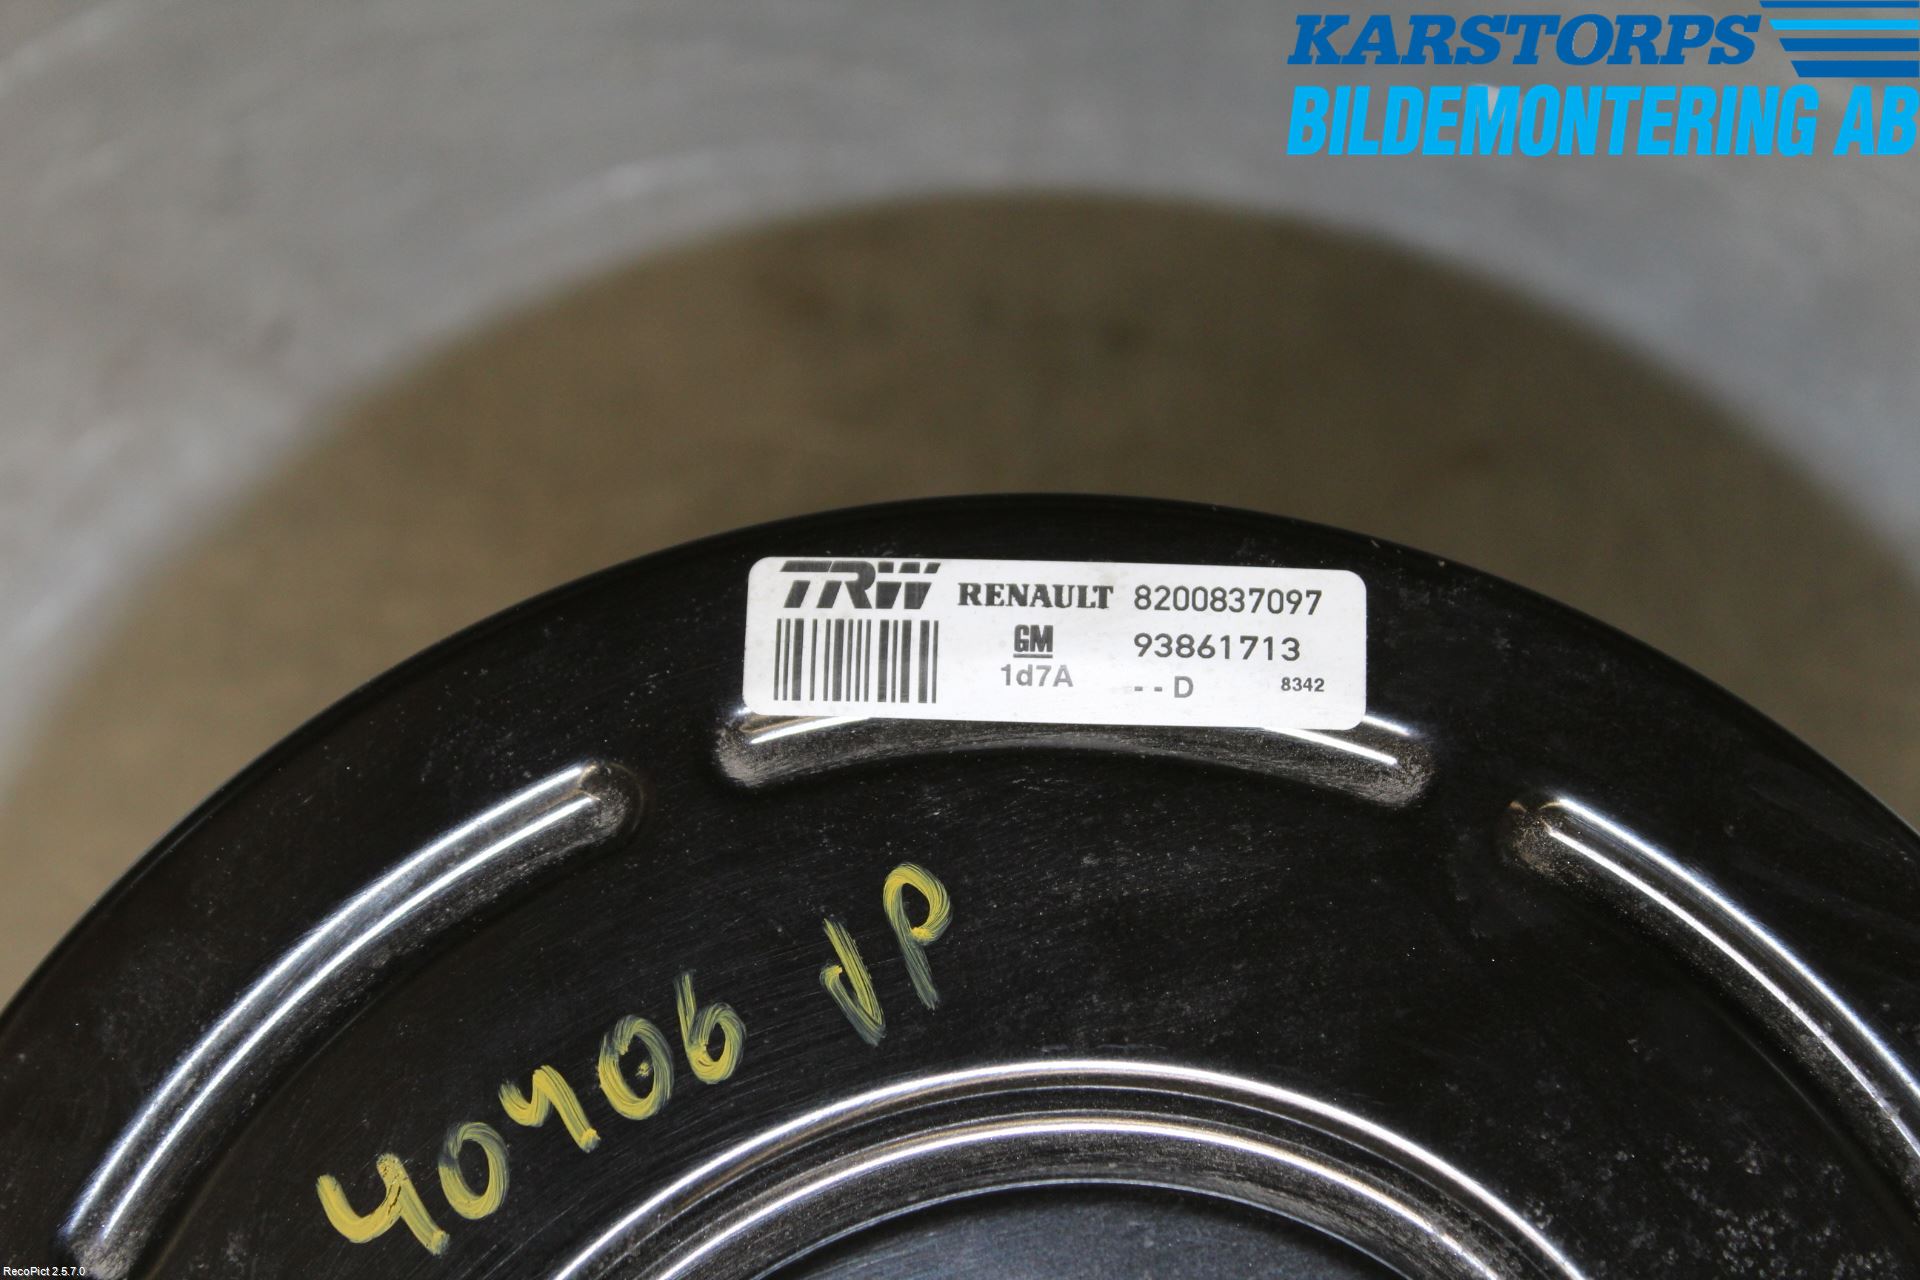 KARSTORPS
BILDEMONTERING AB
TRW RENAULT 8200837097
GM 93861713
1d7A - - D 8342
40406 JP
RecoPict 2.5.7.0